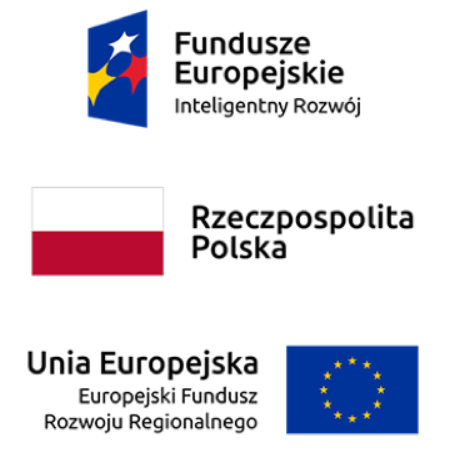 Fundusze
Europejskie
Inteligentny Rozwój
Rzeczpospolita
Polska
Unia Europejska
Europejski Fundusz
Rozwoju Regionalnego